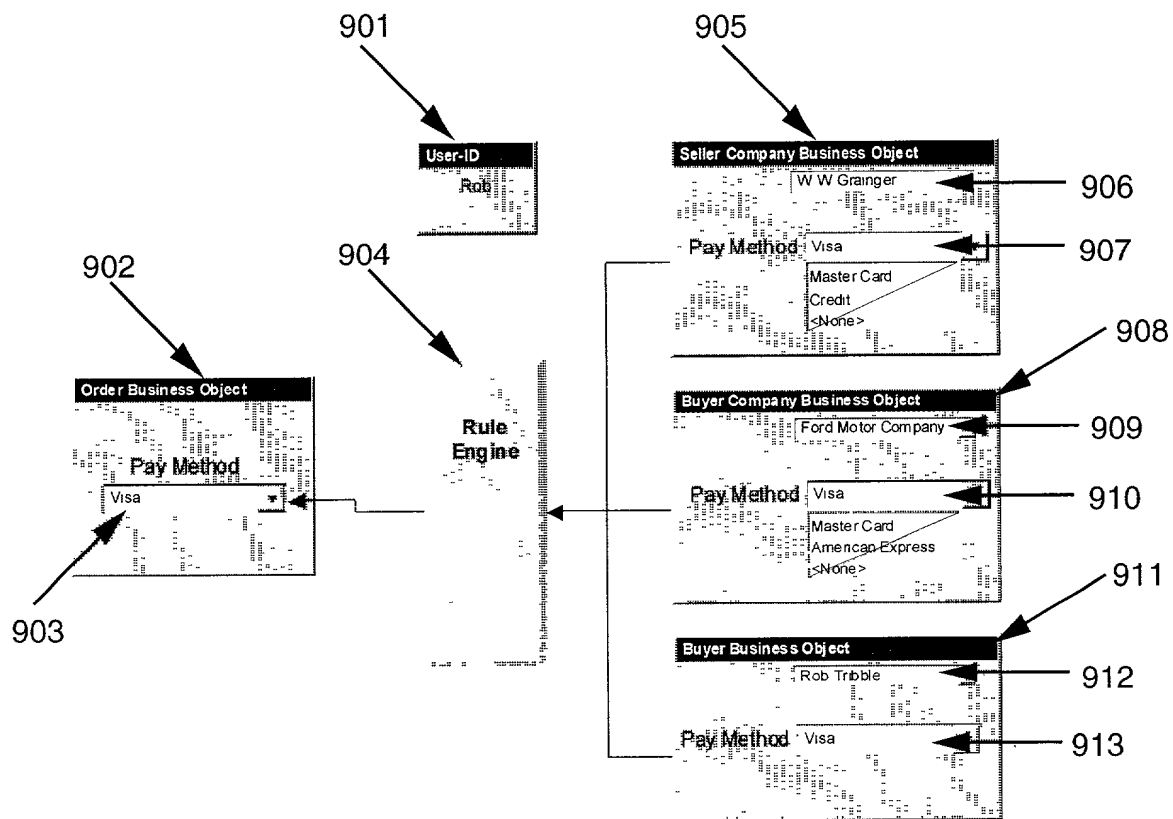 901
905
User-ID
Rob
Seller Company Business Object
W W Grainger
906
Pay Method
Visa
907
Master Card
Credit
<None>
902
904
908
Order Business Object
Pay Method
Visa
903
Rule
Engine
Buyer Company Business Object
Ford Motor Company
909
Pay Method
Visa
910
Master Card
American Express
<None>
911
Buyer Business Object
Rob Tribble
912
Pay Method
Visa
913